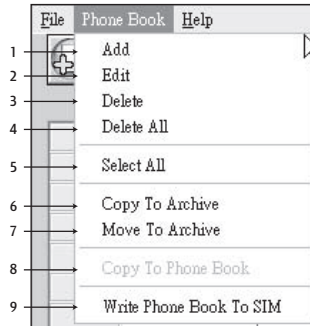 File Phone Book Help
1 Add
2 Edit
3 Delete
4 Delete All
5 Select All
6 Copy To Archive
7 Move To Archive
8 Copy To Phone Book
9 Write Phone Book To SIM